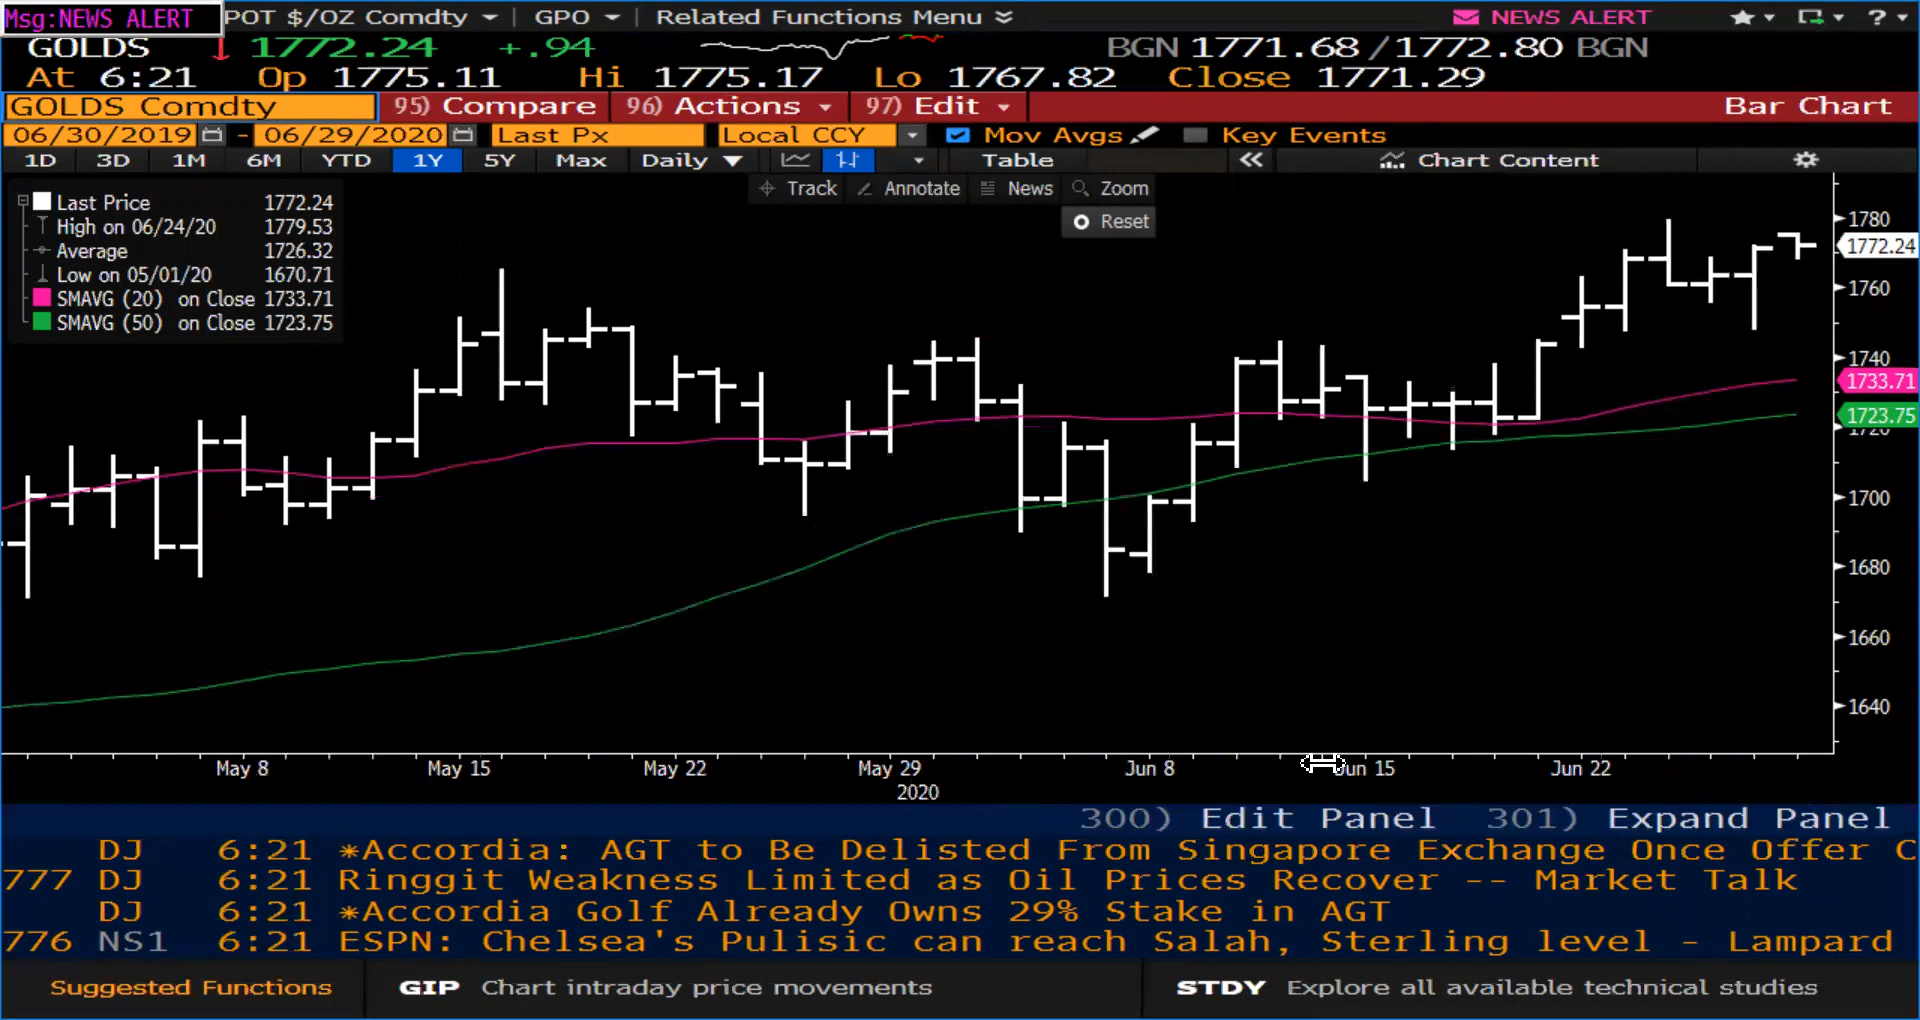 Msg:NEWS ALERT POT $/OZ Comdty | GPO | Related Functions Menu NEWS ALERT ?
GOLDS 1772.24 +.94 BGN 1771.68/1772.80 BGN
At 6:21 Op 1775.11 Hi 1775.17 Lo 1767.82 Close 1771.29
GOLDS Comdty 95) Compare 96) Actions 97) Edit Bar Chart
06/30/2019 - 06/29/2020 Last Px Local CCY Mov Avgs Key Events
1D 3D 1M 6M YTD 1Y 5Y Max Daily Table Chart Content
Track Annotate News Zoom
Reset
Last Price 1772.24
High on 06/24/20 1779.53
Average 1726.32
Low on 05/01/20 1670.71
SMAVG (20) on Close 1733.71
SMAVG (50) on Close 1723.75
1780
1772.24
1760
1740
1733.71
1723.75
1720
1700
1680
1660
1640
May 8 May 15 May 22 May 29 Jun 8 Jun 15 Jun 22
2020
300) Edit Panel 301) Expand Panel
DJ 6:21 *Accordia: AGT to Be Delisted From Singapore Exchange Once Offer C
777 DJ 6:21 Ringgit Weakness Limited as Oil Prices Recover -- Market Talk
DJ 6:21 *Accordia Golf Already Owns 29% Stake in AGT
776 NS1 6:21 ESPN: Chelsea's Pulisic can reach Salah, Sterling level - Lampard
Suggested Functions GIP Chart intraday price movements STDY Explore all available technical studies